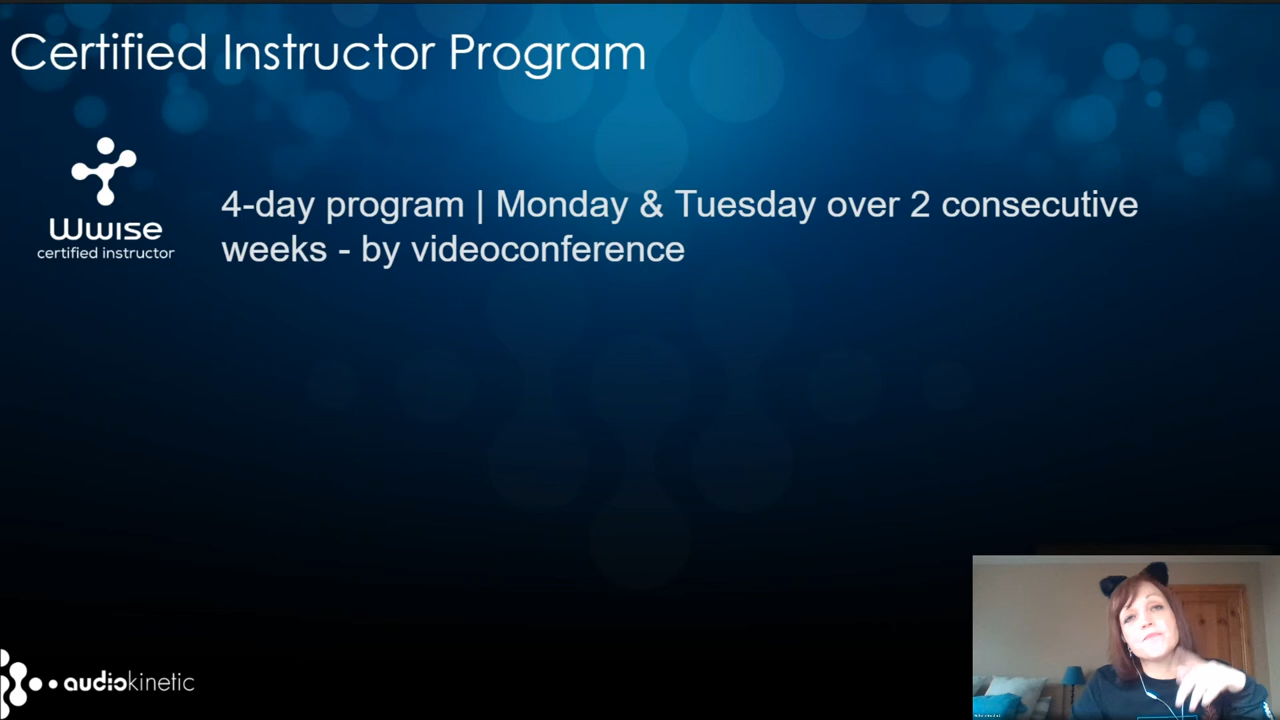 Certified Instructor Program
Wwise
certified instructor
4-day program | Monday & Tuesday over 2 consecutive
weeks - by videoconference
audiokinetic